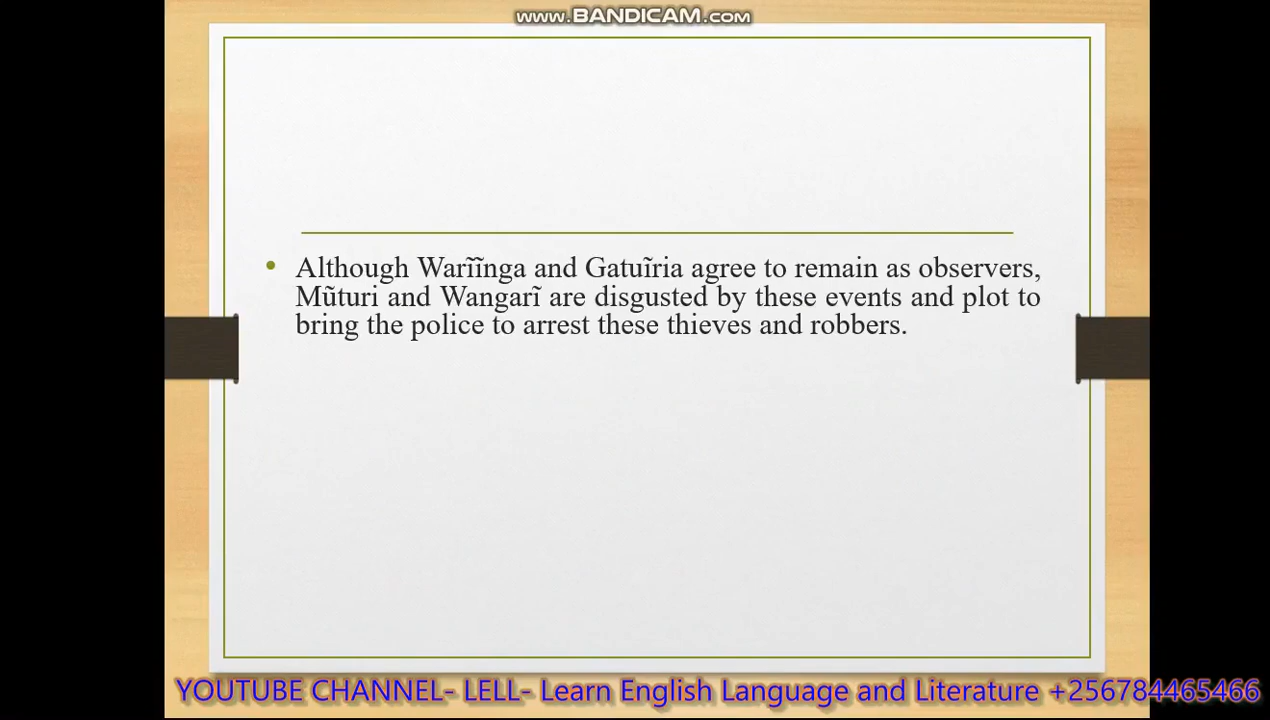 www.BANDICAM.com
• Although Warĩĩnga and Gatuĩria agree to remain as observers,
Mũturi and Wangarĩ are disgusted by these events and plot to
bring the police to arrest these thieves and robbers.
YOUTUBE CHANNEL- LELL- Learn English Language and Literature +256784465466